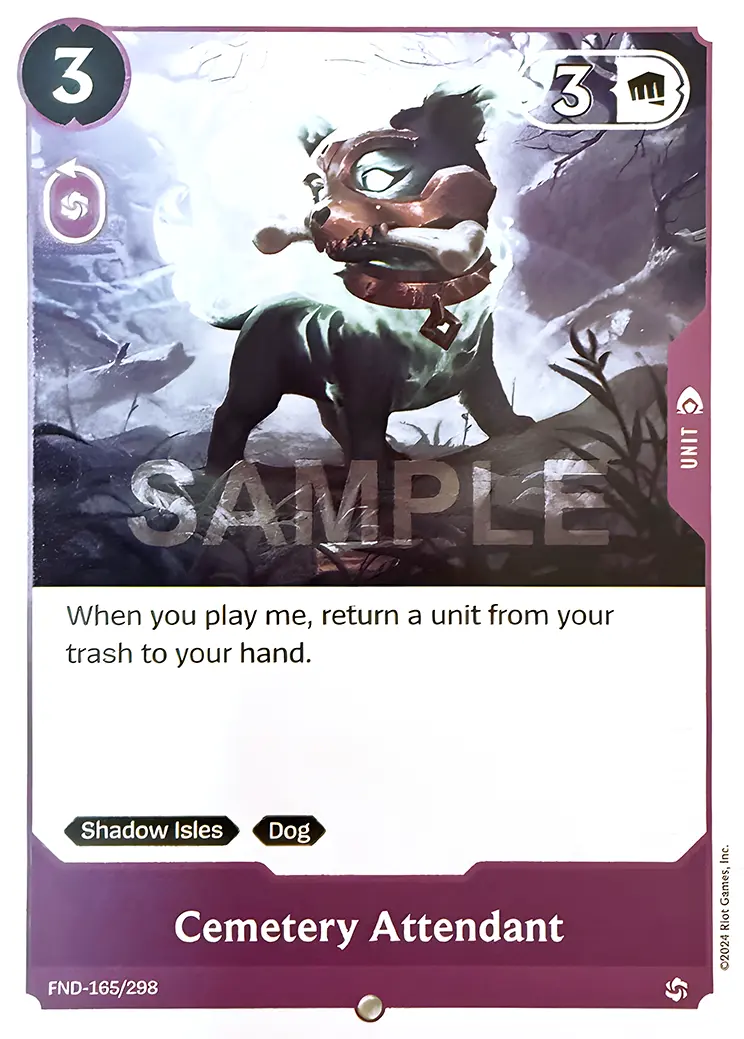 3
3
UNIT
SAMPLE
When you play me, return a unit from your
trash to your hand.
Shadow Isles Dog
Cemetery Attendant
©2024 Riot Games, Inc.
FND-165/298